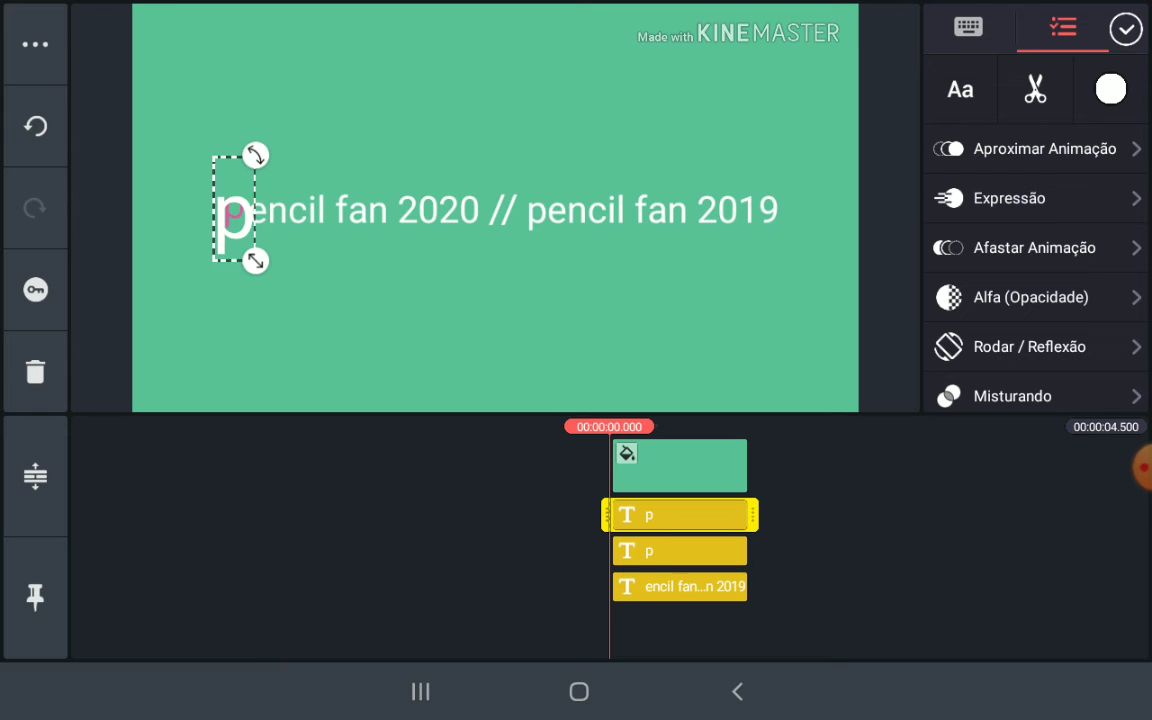 Made with KINEMASTER
Aa
Aproximar Animação
p
pencil fan 2020 // pencil fan 2019
Expressão
Afastar Animação
Alfa (Opacidade)
Rodar / Reflexão
Misturando
00:00:00.000
00:00:04.500
T p
T p
T encil fan...n 2019